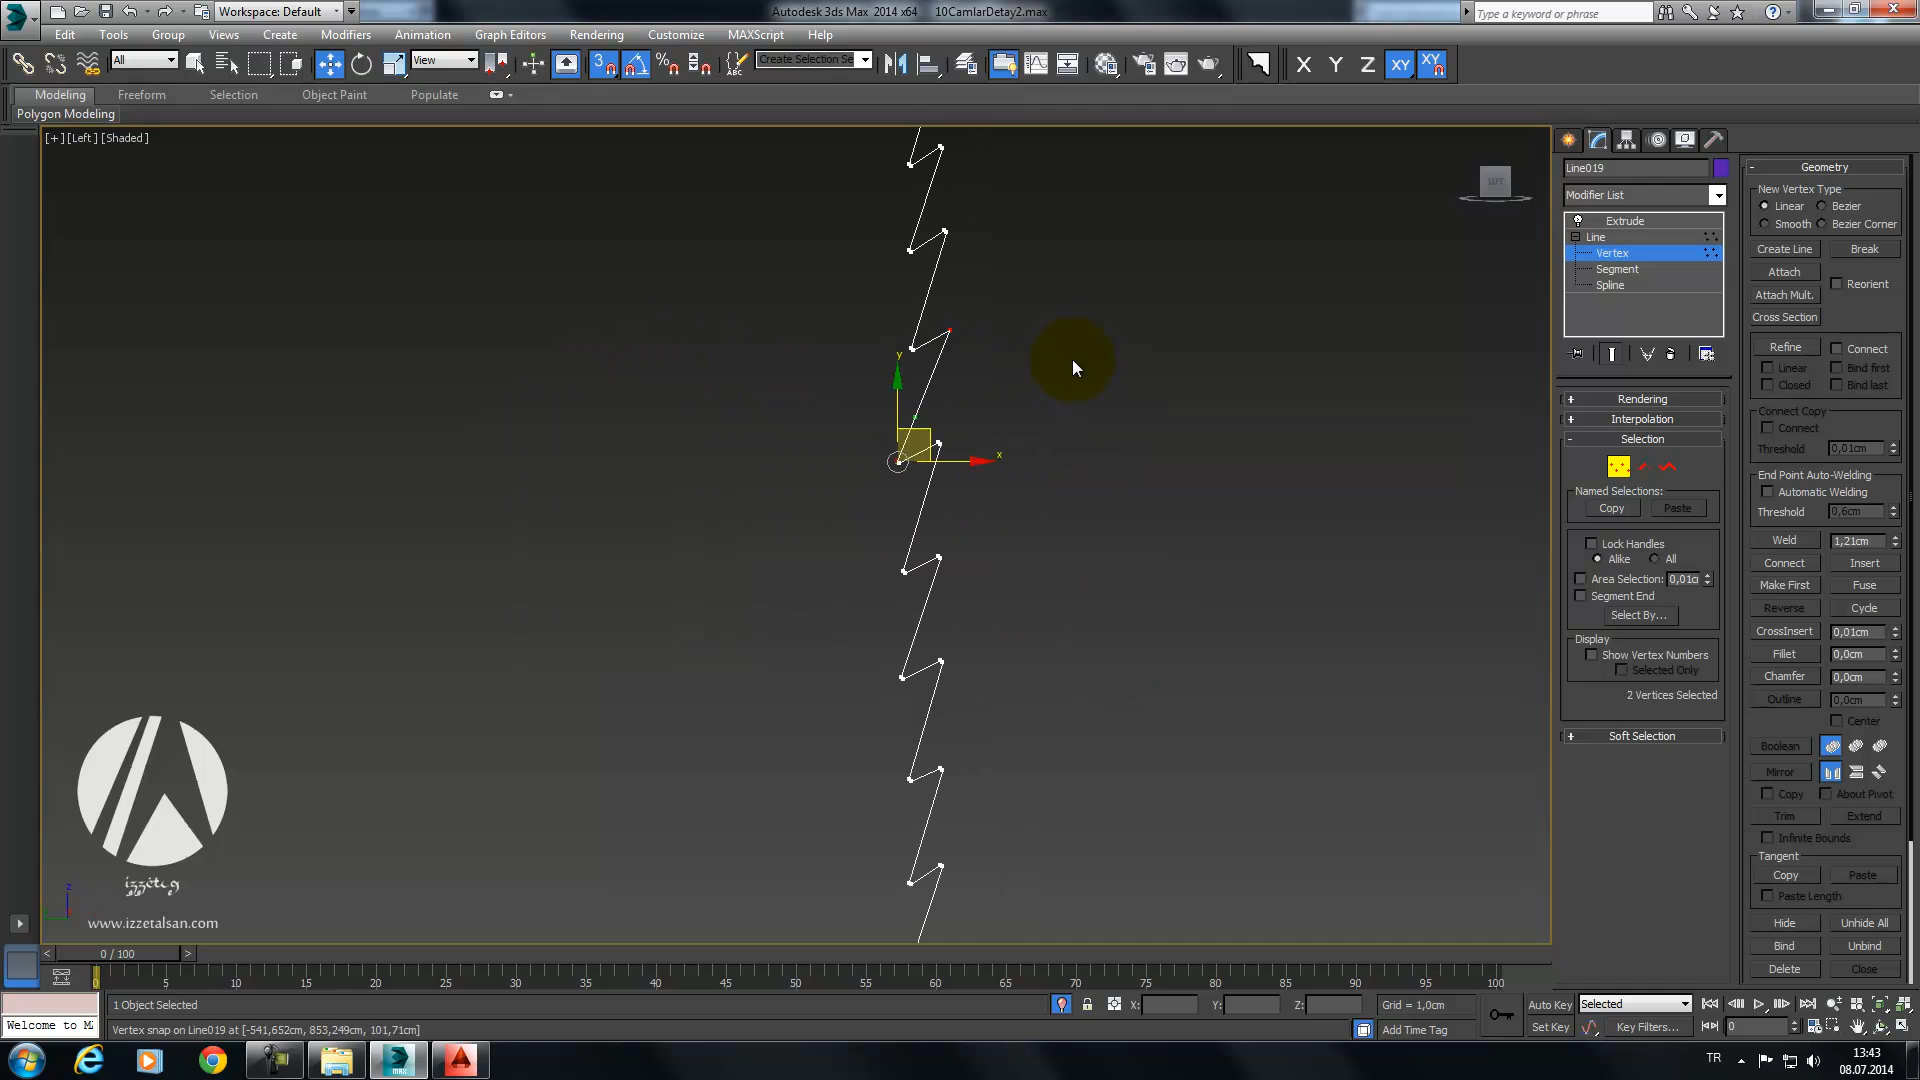 Workspace: Default
Autodesk 3ds Max 2014 x64 10CamlarDetay2.max
Type a keyword or phrase
Edit Tools Group Views Create Modifiers Animation Graph Editors Rendering Customize MAXScript Help
All View 3 Create Selection Se X Y Z XY XY
Modeling Freeform Selection Object Paint Populate
Polygon Modeling
[+] [Left] [Shaded]
LEFT
y
x
z
www.izzetalsan.com
Line019
Modifier List
Extrude
Line
Vertex
Segment
Spline
+ Rendering
+ Interpolation
- Selection
Named Selections:
Copy Paste
Lock Handles
Alike All
Area Selection: 0,01c
Segment End
Select By...
Display
Show Vertex Numbers
Selected Only
2 Vertices Selected
+ Soft Selection
- Geometry
New Vertex Type
Linear Bezier
Smooth Bezier Corner
Create Line Break
Attach
Reorient
Attach Mult.
Cross Section
Refine Connect
Linear Bind first
Closed Bind last
Connect Copy
Connect
Threshold 0,01cm
End Point Auto-Welding
Automatic Welding
Threshold 0,6cm
Weld 1,21cm
Connect Insert
Make First Fuse
Reverse Cycle
CrossInsert 0,01cm
Fillet 0,0cm
Chamfer 0,0cm
Outline 0,0cm
Center
Boolean
Mirror
Copy About Pivot
Trim Extend
Infinite Bounds
Tangent
Copy Paste
Paste Length
Hide Unhide All
Bind Unbind
Delete Close
< 0 / 100 >
0 5 10 15 20 25 30 35 40 45 50 55 60 65 70 75 80 85 90 95 100
1 Object Selected X: Y: Z: Grid = 1,0cm Auto Key Selected
Welcome to M
Vertex snap on Line019 at [-541,652cm, 853,249cm, 101,71cm] Add Time Tag Set Key Key Filters... 0
MAX
TR
13:43
08.07.2014